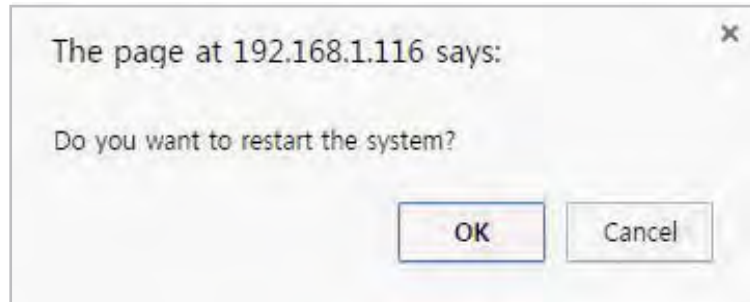 The page at 192.168.1.116 says:
Do you want to restart the system?
OK
Cancel